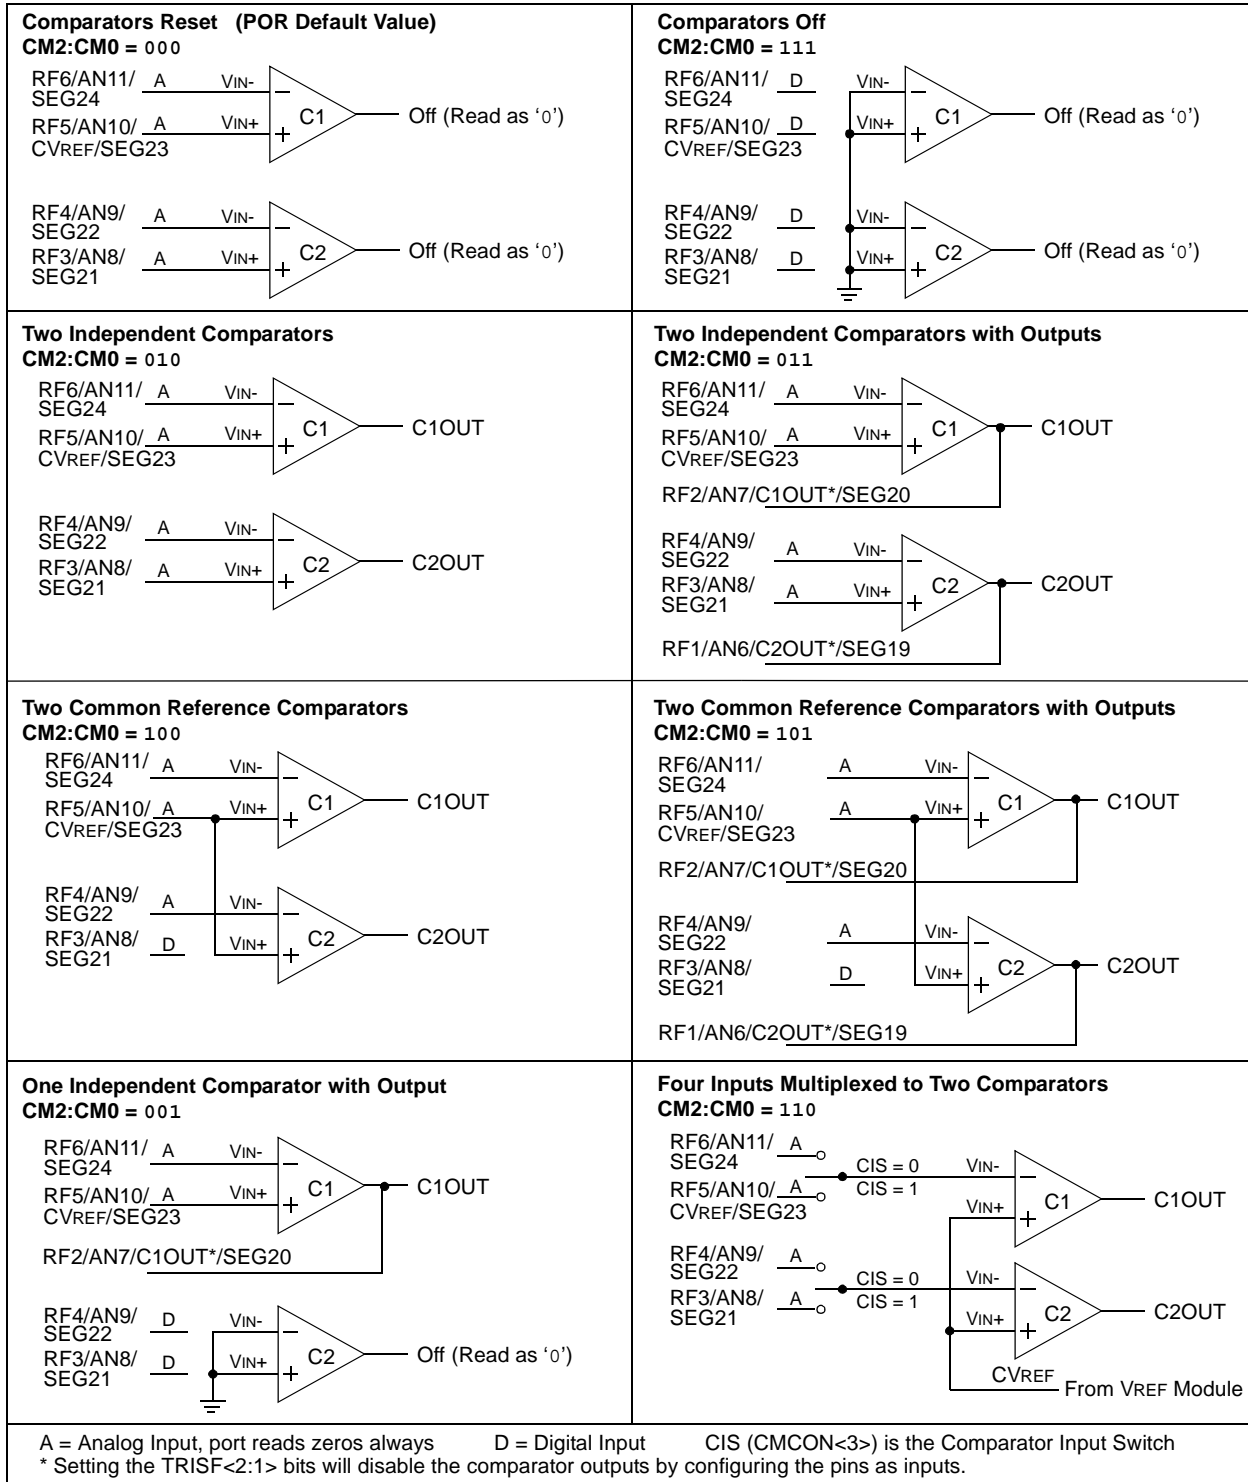 Comparators Reset (POR Default Value)
CM2:CM0 = 000
RF6/AN11/ A VIN-
SEG24
C1 Off (Read as ‘0’)
RF5/AN10/ A VIN+
CVREF/SEG23
RF4/AN9/ A VIN-
SEG22
C2 Off (Read as ‘0’)
RF3/AN8/ A VIN+
SEG21
Comparators Off
CM2:CM0 = 111
RF6/AN11/ D VIN-
SEG24
C1 Off (Read as ‘0’)
RF5/AN10/ D VIN+
CVREF/SEG23
RF4/AN9/ D VIN-
SEG22
C2 Off (Read as ‘0’)
RF3/AN8/ D VIN+
SEG21
Two Independent Comparators
CM2:CM0 = 010
RF6/AN11/ A VIN-
SEG24
C1 C1OUT
RF5/AN10/ A VIN+
CVREF/SEG23
RF4/AN9/ A VIN-
SEG22
C2 C2OUT
RF3/AN8/ A VIN+
SEG21
Two Independent Comparators with Outputs
CM2:CM0 = 011
RF6/AN11/ A VIN-
SEG24
C1 C1OUT
RF5/AN10/ A VIN+
CVREF/SEG23
RF2/AN7/C1OUT*/SEG20
RF4/AN9/ A VIN-
SEG22
C2 C2OUT
RF3/AN8/ A VIN+
SEG21
RF1/AN6/C2OUT*/SEG19
Two Common Reference Comparators
CM2:CM0 = 100
RF6/AN11/ A VIN-
SEG24
C1 C1OUT
RF5/AN10/ A VIN+
CVREF/SEG23
RF4/AN9/ A VIN-
SEG22
C2 C2OUT
RF3/AN8/ D VIN+
SEG21
Two Common Reference Comparators with Outputs
CM2:CM0 = 101
RF6/AN11/ A VIN-
SEG24
C1 C1OUT
RF5/AN10/ A VIN+
CVREF/SEG23
RF2/AN7/C1OUT*/SEG20
RF4/AN9/ A VIN-
SEG22
C2 C2OUT
RF3/AN8/ D VIN+
SEG21
RF1/AN6/C2OUT*/SEG19
One Independent Comparator with Output
CM2:CM0 = 001
RF6/AN11/ A VIN-
SEG24
C1 C1OUT
RF5/AN10/ A VIN+
CVREF/SEG23
RF2/AN7/C1OUT*/SEG20
RF4/AN9/ D VIN-
SEG22
C2 Off (Read as ‘0’)
RF3/AN8/ D VIN+
SEG21
Four Inputs Multiplexed to Two Comparators
CM2:CM0 = 110
RF6/AN11/ A
SEG24
CIS = 0 VIN-
CIS = 1
RF5/AN10/ A
CVREF/SEG23
VIN+ C1 C1OUT
RF4/AN9/ A
SEG22
CIS = 0 VIN-
CIS = 1
RF3/AN8/ A
SEG21
VIN+ C2 C2OUT
CVREF
From VREF Module
A = Analog Input, port reads zeros always D = Digital Input CIS (CMCON<3>) is the Comparator Input Switch
* Setting the TRISF<2:1> bits will disable the comparator outputs by configuring the pins as inputs.